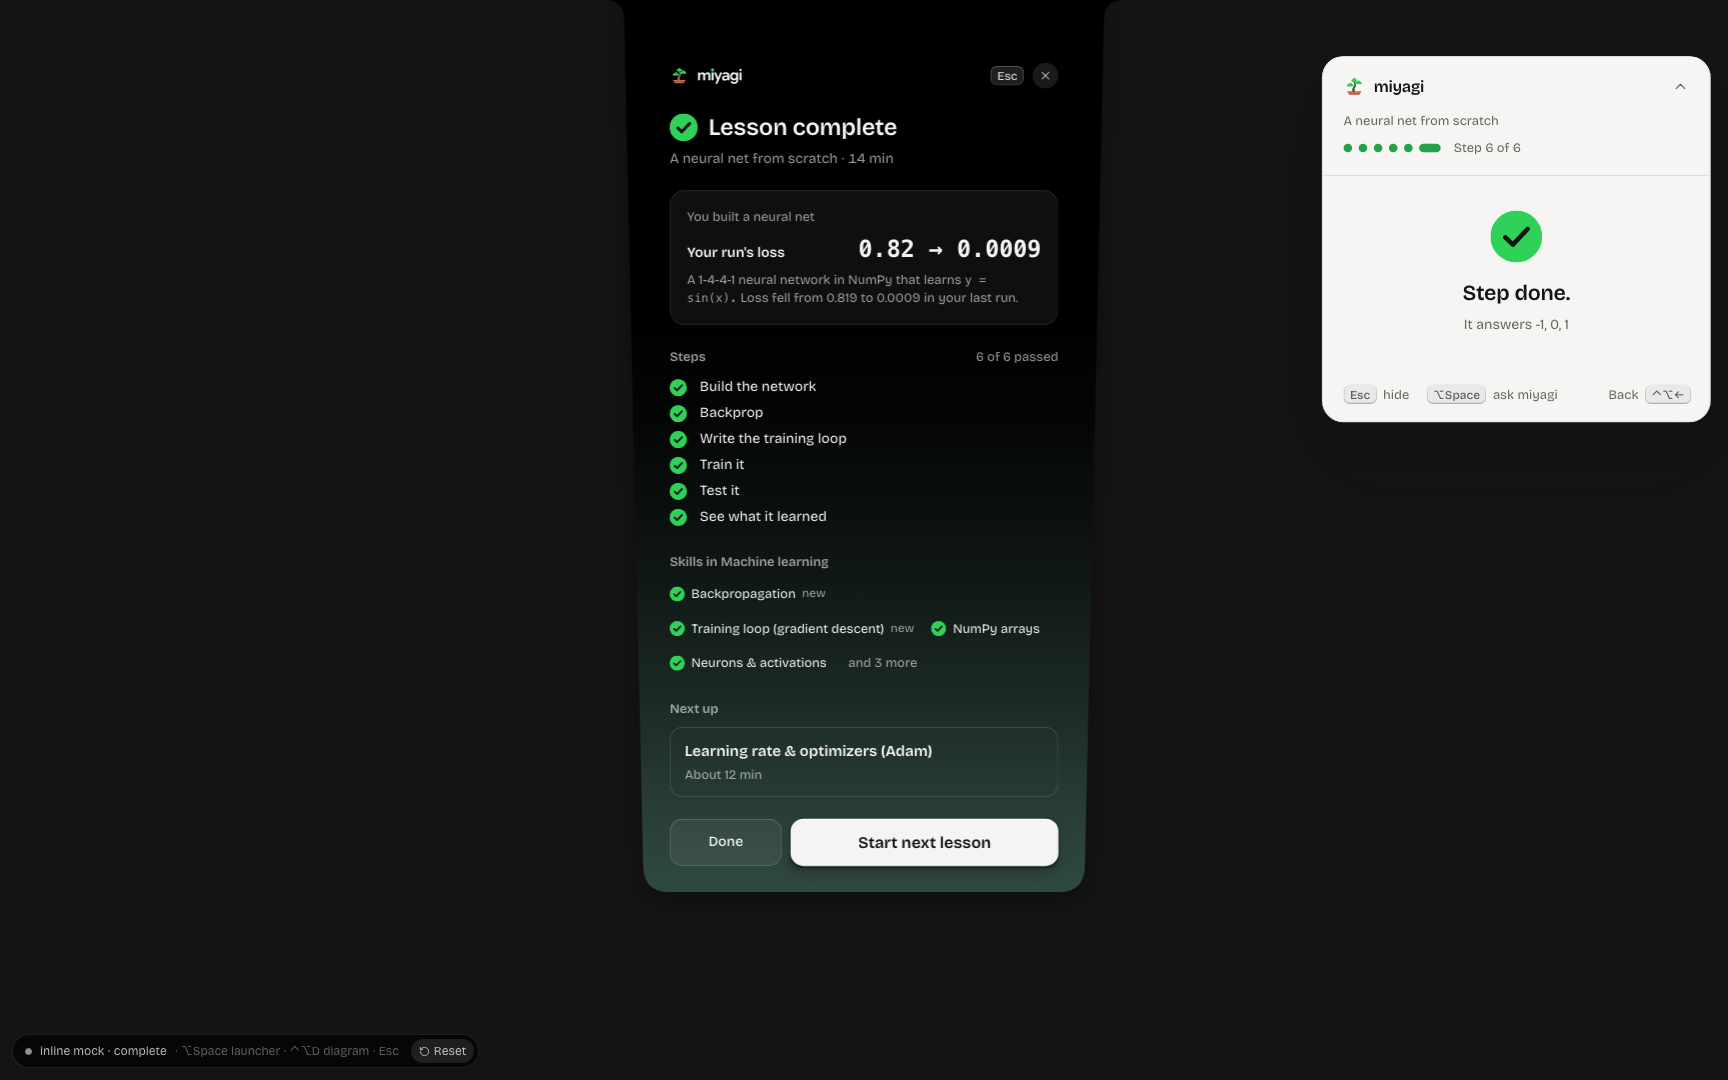 miyagi
Esc
Lesson complete
A neural net from scratch · 14 min
You built a neural net
Your run's loss 0.82 → 0.0009
A 1-4-4-1 neural network in NumPy that learns y =
sin(x). Loss fell from 0.819 to 0.0009 in your last run.
Steps 6 of 6 passed
Build the network
Backprop
Write the training loop
Train it
Test it
See what it learned
Skills in Machine learning
Backpropagation new
Training loop (gradient descent) new NumPy arrays
Neurons & activations and 3 more
Next up
Learning rate & optimizers (Adam)
About 12 min
Done Start next lesson
miyagi
A neural net from scratch
Step 6 of 6
Step done.
It answers -1, 0, 1
Esc hide ⌥Space ask miyagi Back ^⌥←
inline mock · complete · ⌥Space launcher · ^⌥D diagram · Esc Reset